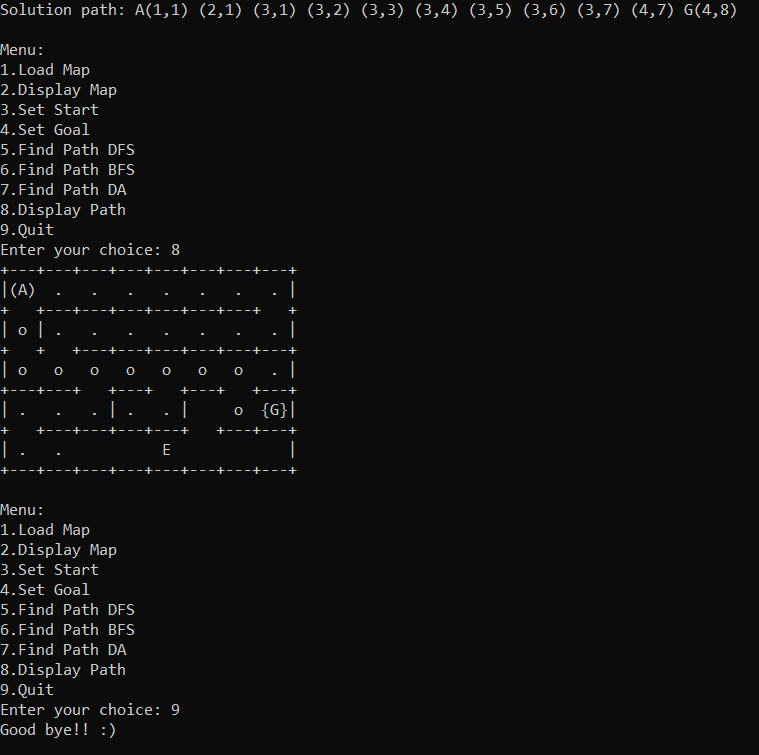 Solution path: A(1,1) (2,1) (3,1) (3,2) (3,3) (3,4) (3,5) (3,6) (3,7) (4,7) G(4,8)

Menu:
1.Load Map
2.Display Map
3.Set Start
4.Set Goal
5.Find Path DFS
6.Find Path BFS
7.Find Path DA
8.Display Path
9.Quit
Enter your choice: 8
+---+---+---+---+---+---+---+---+
|(A)  .   .   .   .   .   .   . |
+   +---+---+---+---+---+---+   +
| o | .   .   .   .   .   .   . |
+   +   +---+---+---+---+---+---+
| o   o   o   o   o   o   o   . |
+---+---+   +---+   +---+   +---+
| .   .   . | .   . |     o  {G}|
+   +---+---+---+---+   +---+---+
| .   .           E             |
+---+---+---+---+---+---+---+---+

Menu:
1.Load Map
2.Display Map
3.Set Start
4.Set Goal
5.Find Path DFS
6.Find Path BFS
7.Find Path DA
8.Display Path
9.Quit
Enter your choice: 9
Good bye!! :)